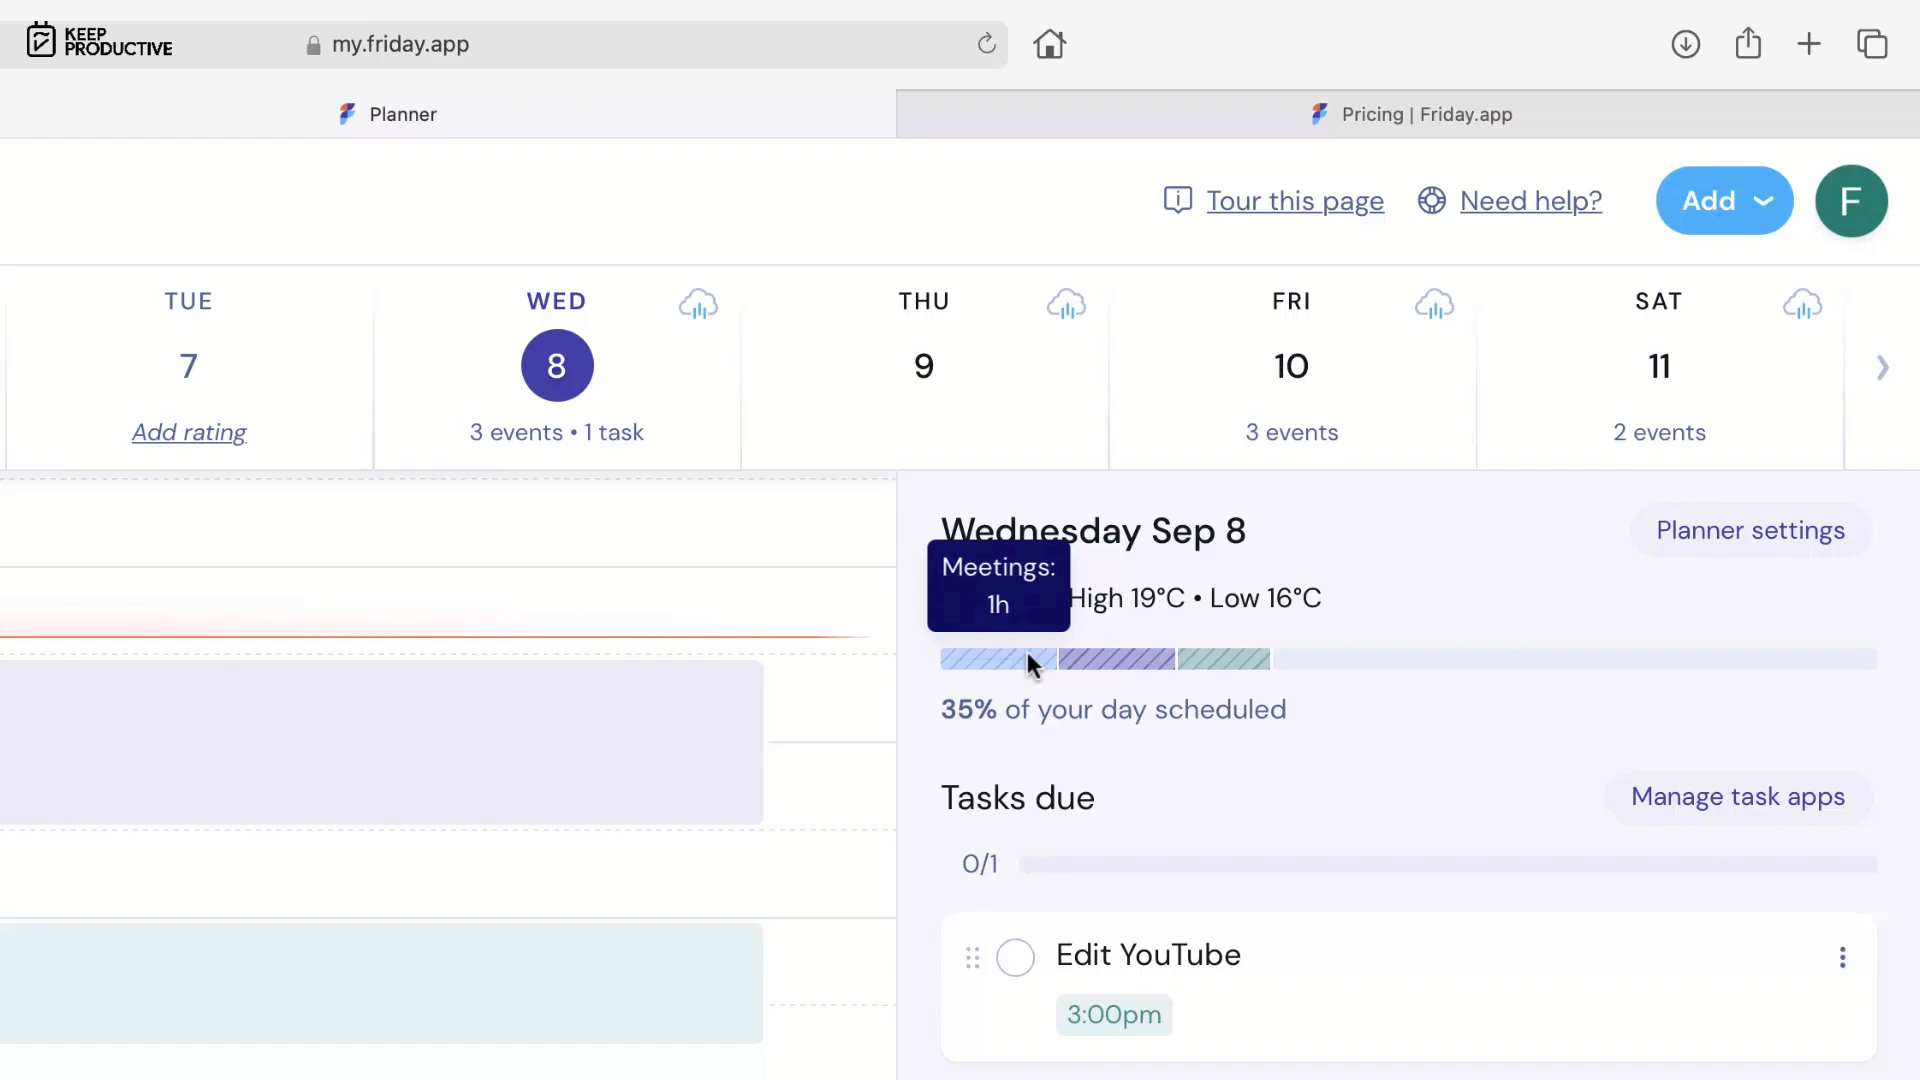 KEEP
PRODUCTIVE
my.friday.app
Planner
Pricing | Friday.app
Tour this page
Need help?
Add
F
TUE
WED
THU
FRI
SAT
7
8
9
10
11
Add rating
3 events • 1 task
3 events
2 events
Wednesday Sep 8
Planner settings
Meetings:
1h
High 19°C • Low 16°C
35% of your day scheduled
Tasks due
Manage task apps
0/1
Edit YouTube
3:00pm